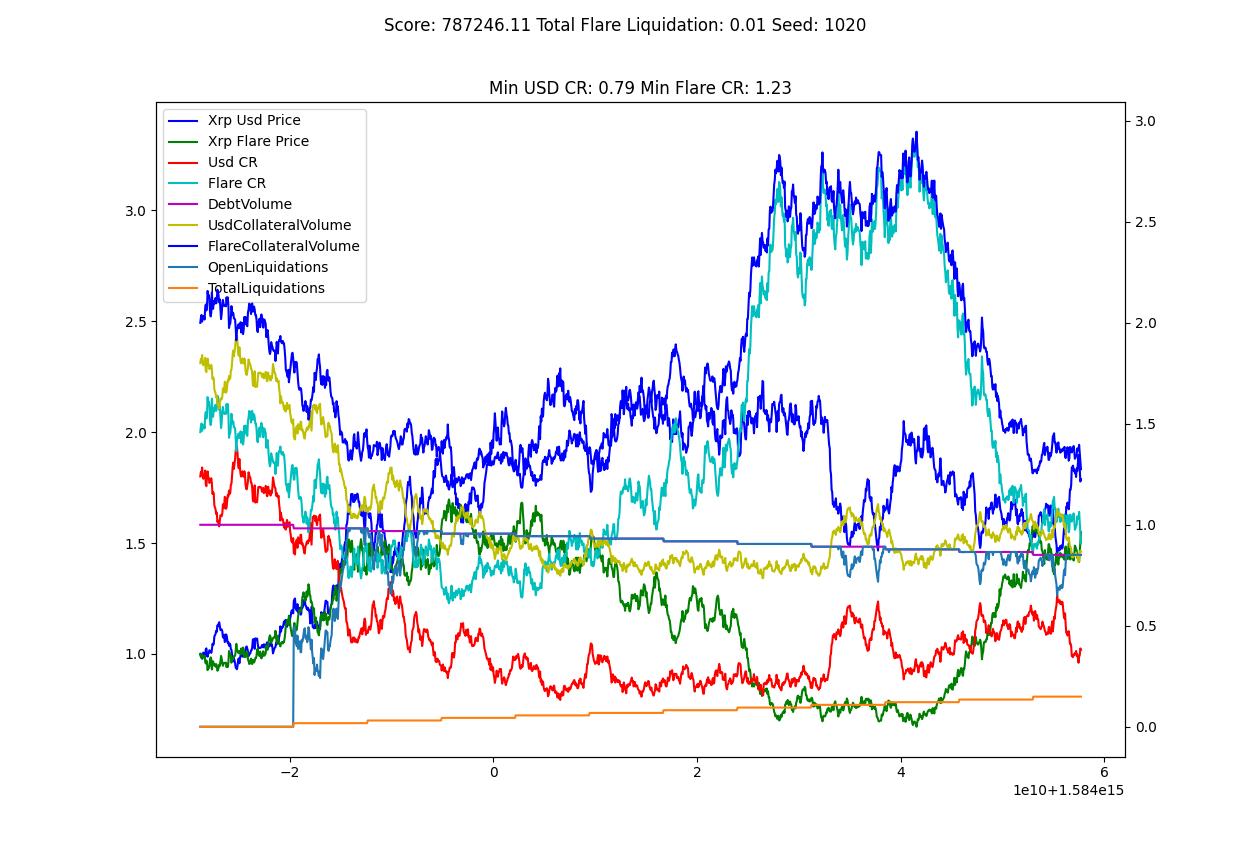 Score: 787246.11 Total Flare Liquidation: 0.01 Seed: 1020
Min USD CR: 0.79 Min Flare CR: 1.23
Xrp Usd Price
Xrp Flare Price
Usd CR
Flare CR
DebtVolume
UsdCollateralVolume
FlareCollateralVolume
OpenLiquidations
TotalLiquidations
3.0
2.5
2.0
1.5
1.0
3.0
2.5
2.0
1.5
1.0
0.5
0.0
−2
0
2
4
6
1e10+1.584e15